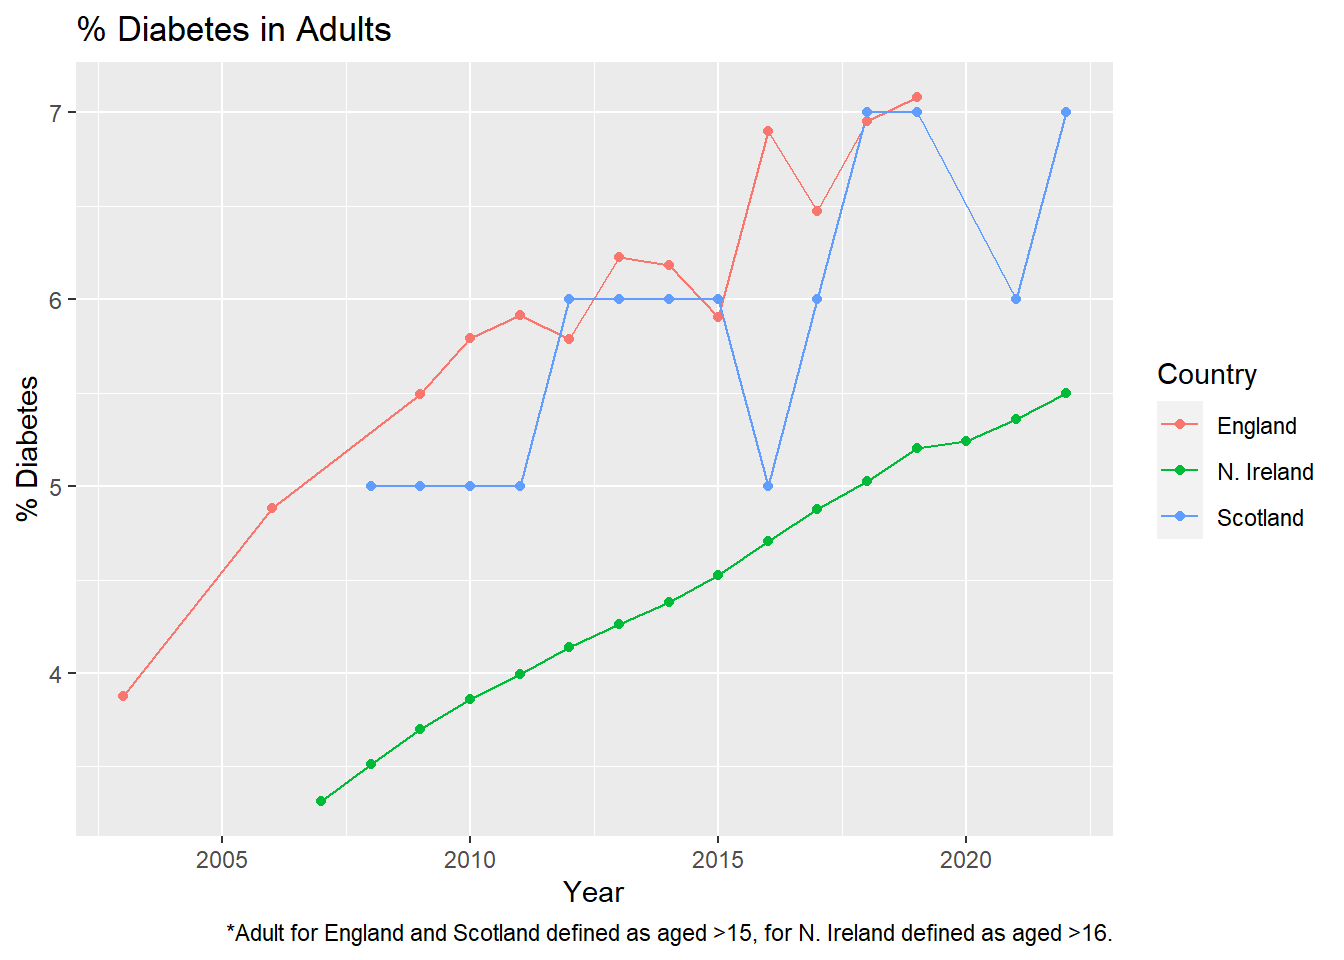 % Diabetes in Adults
7
6
5
4
% Diabetes
2005 2010 2015 2020
Year
Country
England
N. Ireland
Scotland
*Adult for England and Scotland defined as aged >15, for N. Ireland defined as aged >16.